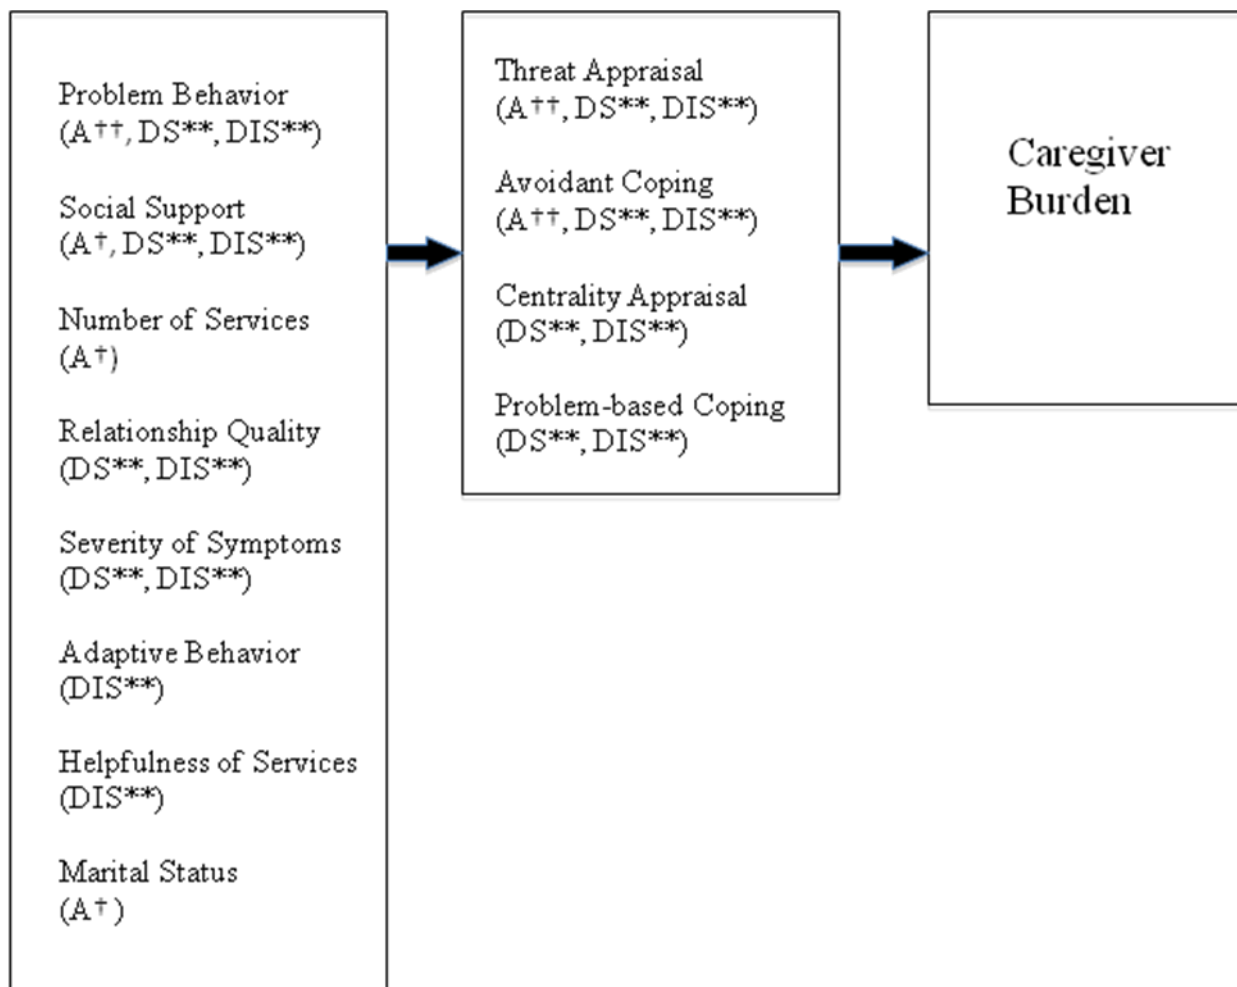 Problem Behavior
(A††, DS**, DIS**)
Social Support
(A†, DS**, DIS**)
Number of Services
(A†)
Relationship Quality
(DS**, DIS**)
Severity of Symptoms
(DS**, DIS**)
Adaptive Behavior
(DIS**)
Helpfulness of Services
(DIS**)
Marital Status
(A† )
Threat Appraisal
(A††, DS**, DIS**)
Avoidant Coping
(A††, DS**, DIS**)
Centrality Appraisal
(DS**, DIS**)
Problem-based Coping
(DS**, DIS**)
Caregiver
Burden